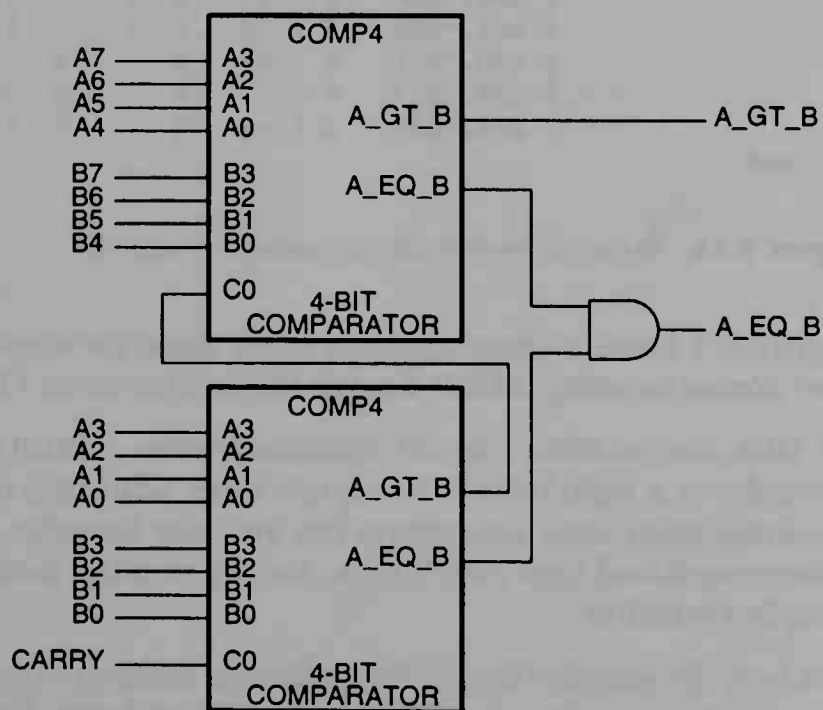 COMP4
A7 A3
A6 A2
A5 A1
A4 A0
A_GT_B A_GT_B
B7 B3
B6 B2
A_EQ_B
B5 B1
B4 B0
C0
4-BIT
COMPARATOR
A_EQ_B
COMP4
A3 A3
A2 A2
A1 A1
A0 A0
A_GT_B
B3 B3
B2 B2
A_EQ_B
B1 B1
B0 B0
CARRY C0
4-BIT
COMPARATOR